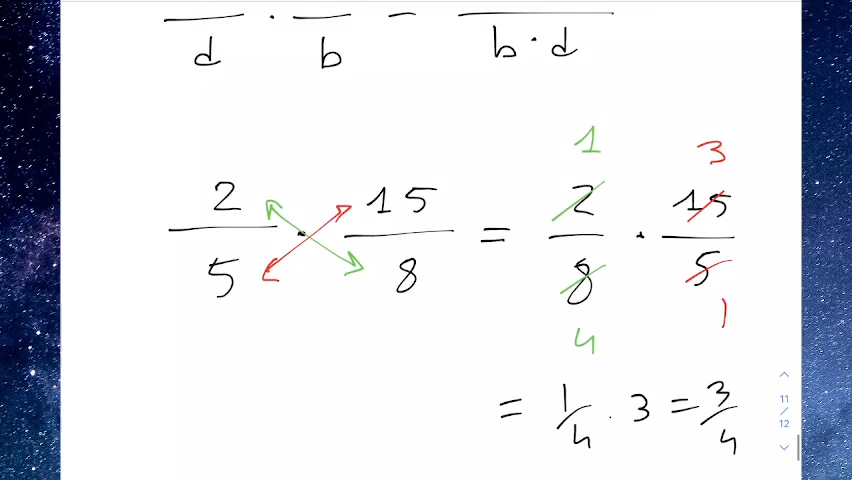 ― · ― = ―
d b b · d
1 3
2/5 · 15/8 = 2/8 · 15/5
4 1
= 1/4 · 3 = 3/4
11
/
12